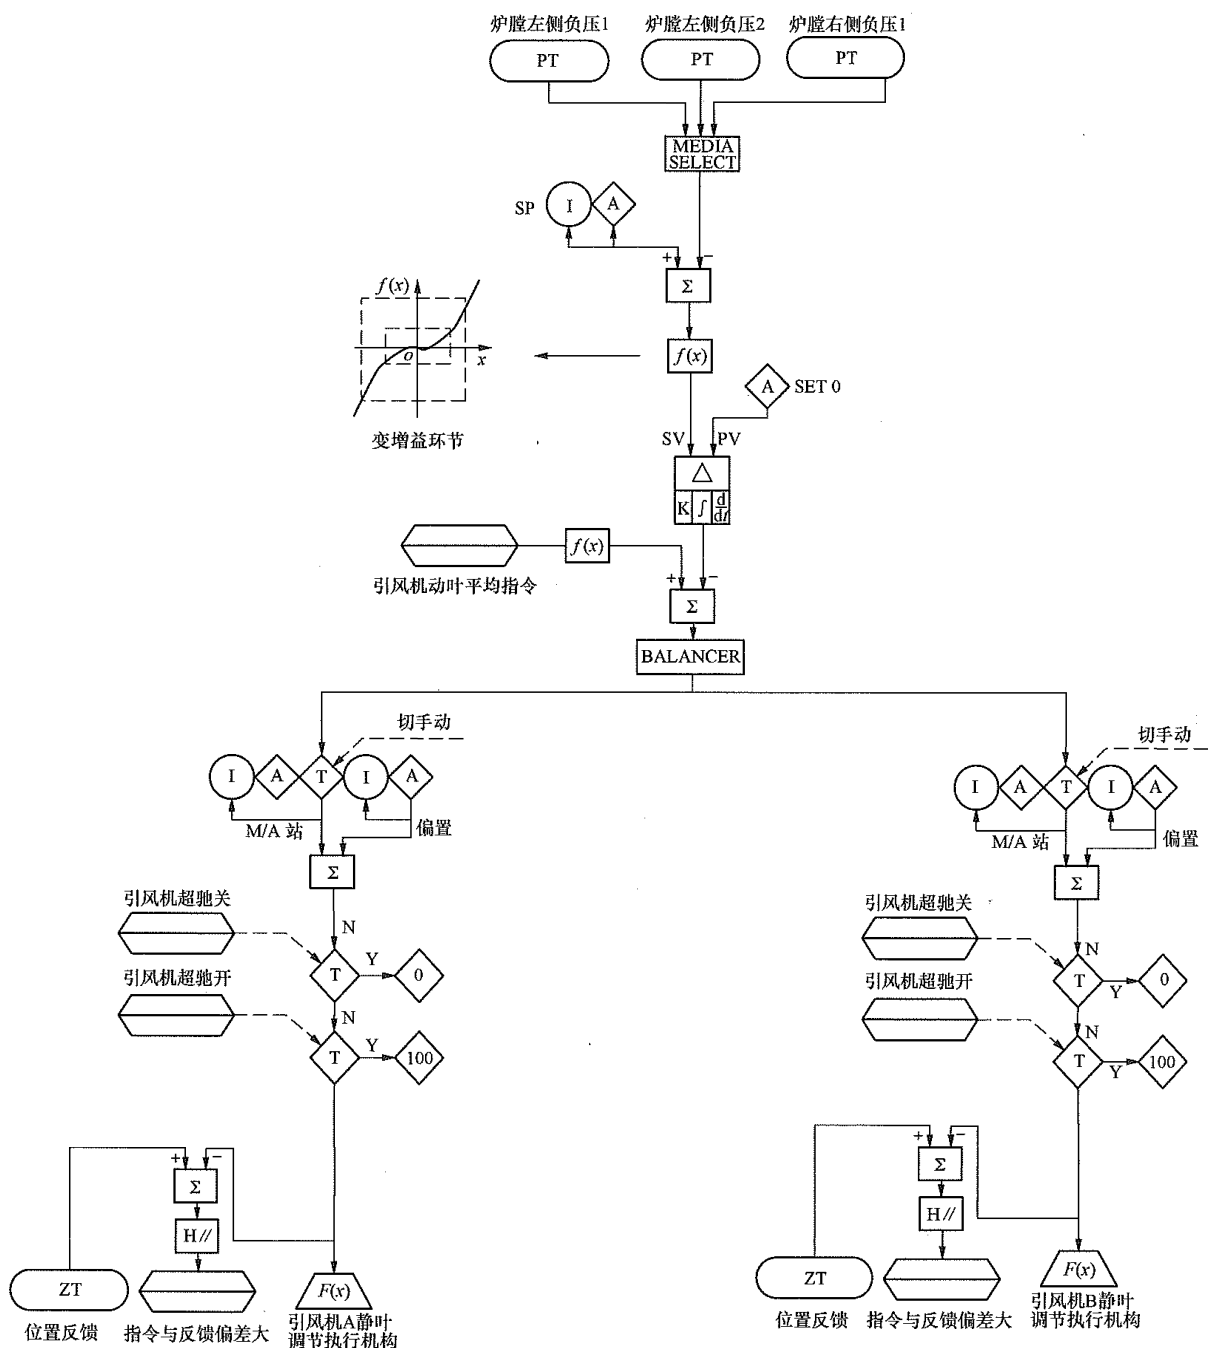 炉膛左侧负压1
炉膛左侧负压2
炉膛右侧负压1
PT
PT
PT
MEDIA
SELECT
SP
I
A
+
−
Σ
f(x)
o
x
变增益环节
f(x)
A
SET 0
SV
PV
△
K
∫
d
dt
f(x)
引风机动叶平均指令
+
−
Σ
BALANCER
切手动
I
A
T
I
A
M/A 站
偏置
Σ
引风机超驰关
N
T
Y
0
引风机超驰开
N
T
Y
100
+
−
Σ
H//
ZT
F(x)
位置反馈
指令与反馈偏差大
引风机A静叶
调节执行机构
切手动
I
A
T
I
A
M/A 站
偏置
Σ
引风机超驰关
N
T
Y
0
引风机超驰开
N
T
Y
100
+
−
Σ
H//
ZT
F(x)
位置反馈
指令与反馈偏差大
引风机B静叶
调节执行机构